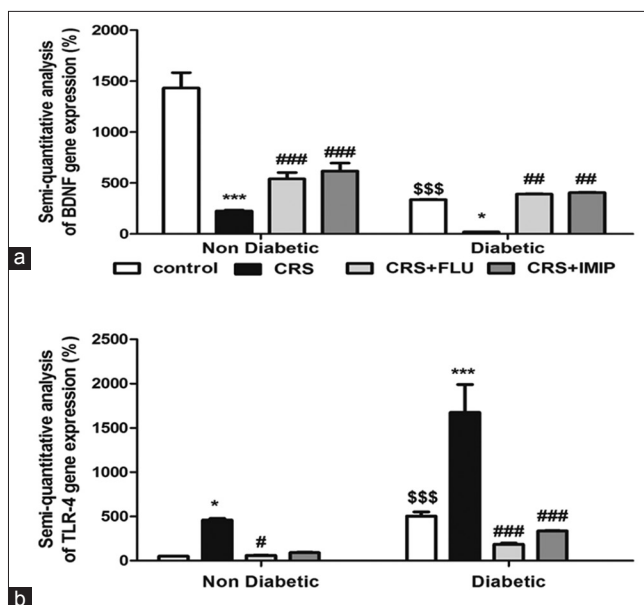 2000
1500
1000
500
0
Semi-quantitative analysis
of BDNF gene expression (%)
***
###
###
$$$
*
##
##
Non Diabetic
Diabetic
a
control
CRS
CRS+FLU
CRS+IMIP
2500
2000
1500
1000
500
0
Semi-quantitative analysis
of TLR-4 gene expression (%)
*
#
$$$
***
###
###
Non Diabetic
Diabetic
b